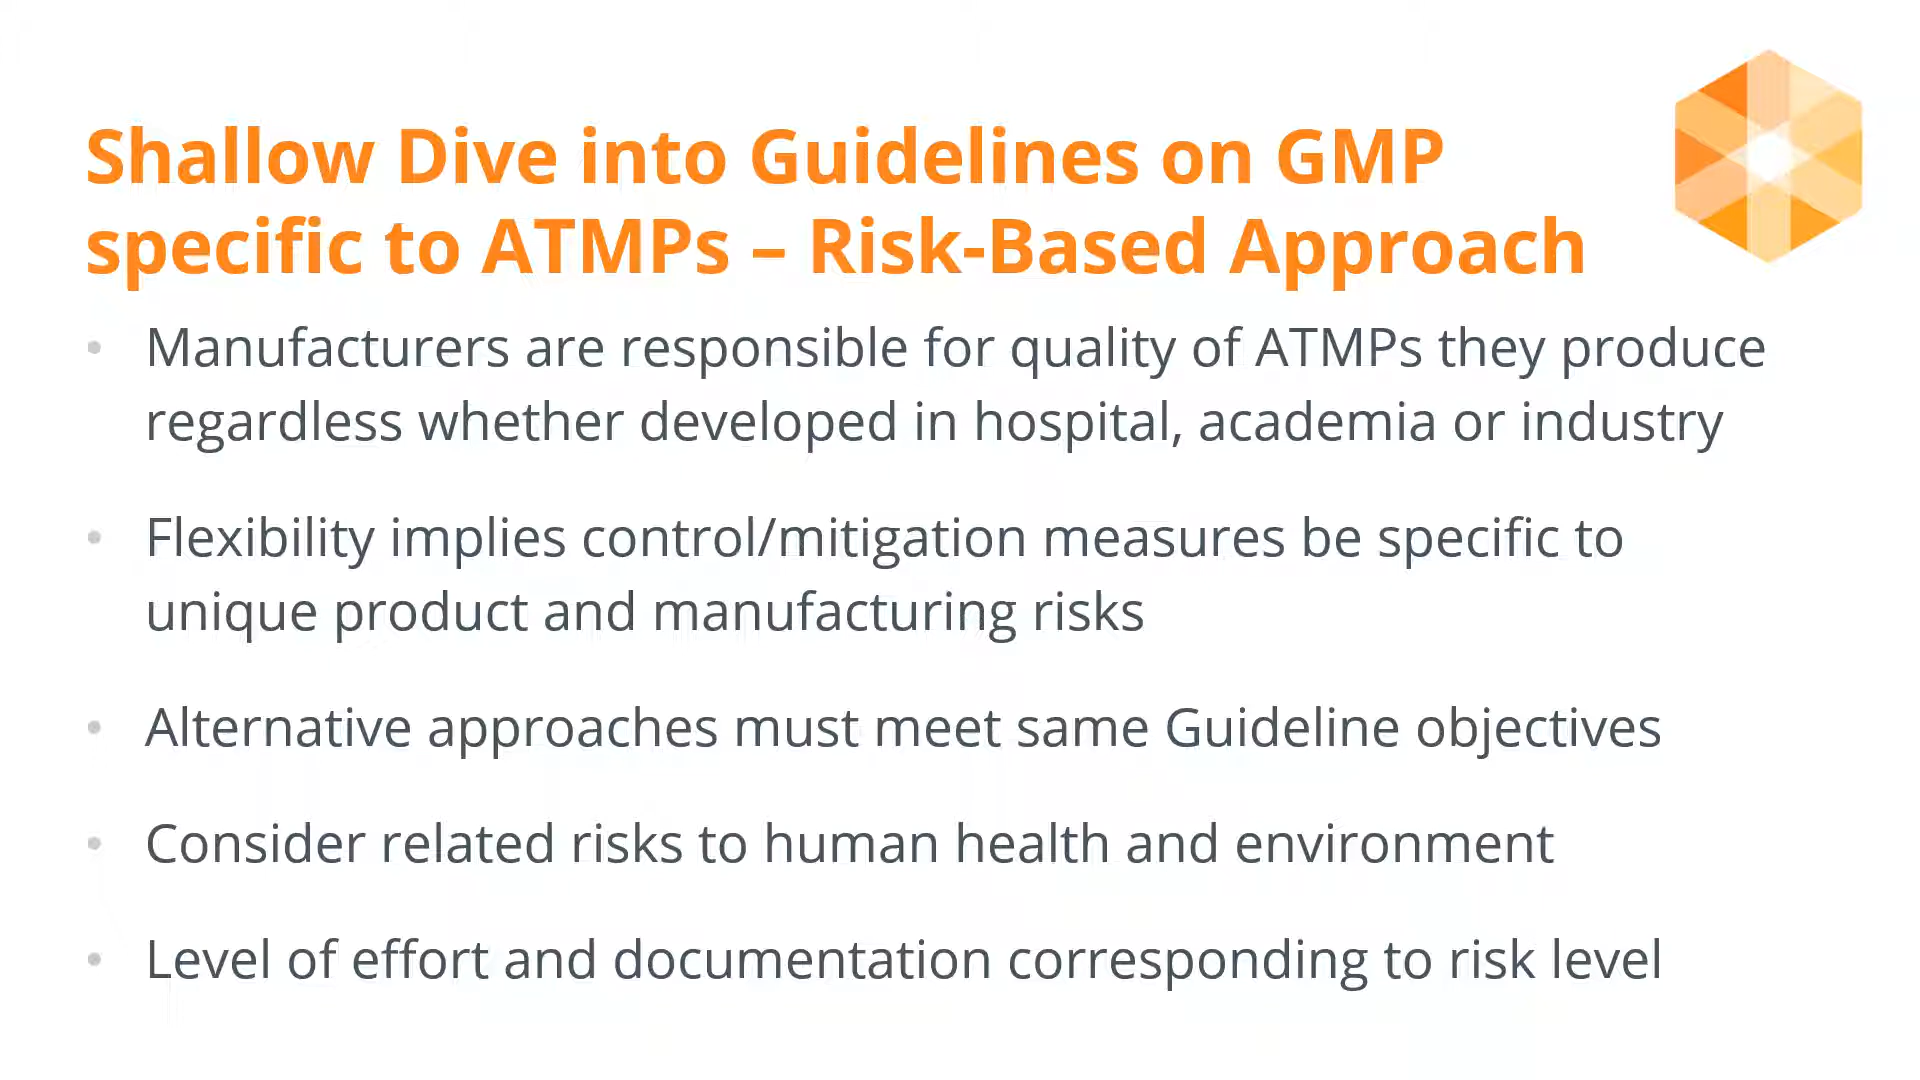 Shallow Dive into Guidelines on GMP
specific to ATMPs – Risk-Based Approach
• Manufacturers are responsible for quality of ATMPs they produce
regardless whether developed in hospital, academia or industry
• Flexibility implies control/mitigation measures be specific to
unique product and manufacturing risks
• Alternative approaches must meet same Guideline objectives
• Consider related risks to human health and environment
• Level of effort and documentation corresponding to risk level